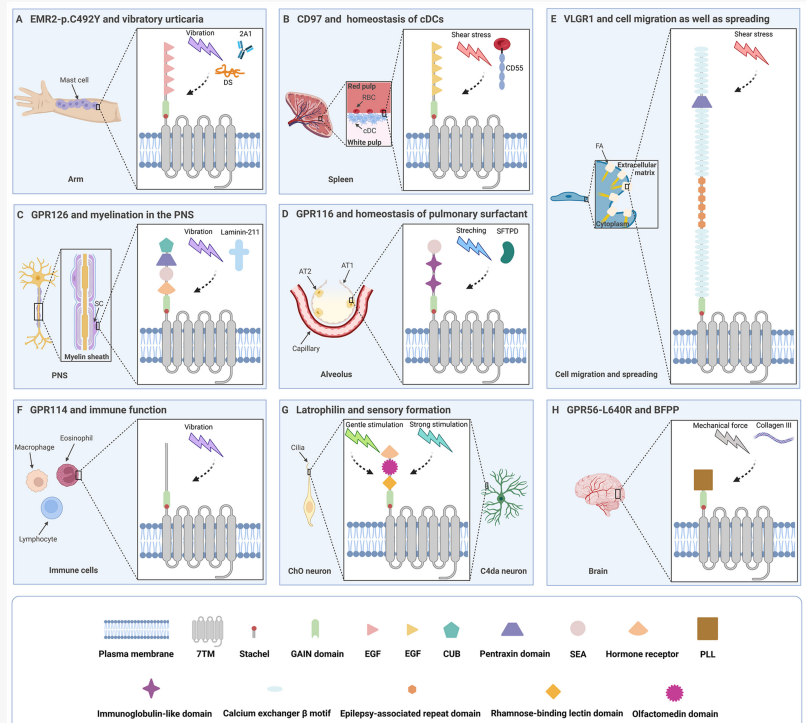 A EMR2-p.C492Y and vibratory urticaria
Vibration
2A1
DS
Mast cell
Arm
B CD97 and homeostasis of cDCs
Shear stress
CD55
Red pulp
RBC
cDC
White pulp
Spleen
E VLGR1 and cell migration as well as spreading
Shear stress
FA
Extracellular
matrix
Cytoplasm
Cell migration and spreading
C GPR126 and myelination in the PNS
Vibration
Laminin-211
SC
Myelin sheath
PNS
D GPR116 and homeostasis of pulmonary surfactant
Streching
SFTPD
AT2
AT1
Capillary
Alveolus
F GPR114 and immune function
Vibration
Eosinophil
Macrophage
Lymphocyte
Immune cells
G Latrophilin and sensory formation
Gentle stimulation
Strong stimulation
Cilia
ChO neuron
C4da neuron
H GPR56-L640R and BFPP
Mechanical force
Collagen III
Brain
Plasma membrane
7TM
Stachel
GAIN domain
EGF
EGF
CUB
Pentraxin domain
SEA
Hormone receptor
PLL
Immunoglobulin-like domain
Calcium exchanger β motif
Epilepsy-associated repeat domain
Rhamnose-binding lectin domain
Olfactomedin domain